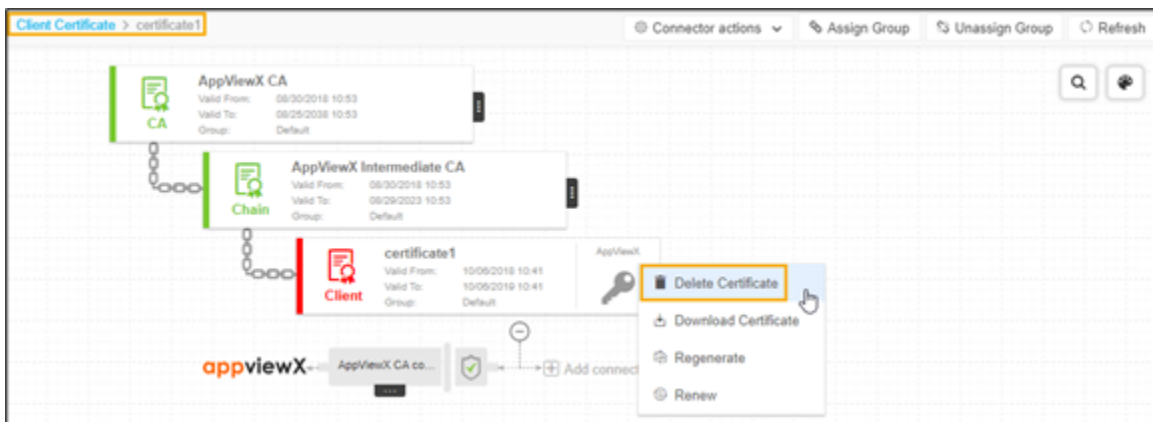 Client Certificate > certificate1
Connector actions
Assign Group
Unassign Group
Refresh
AppViewX CA
Valid From: 08/30/2018 10:53
Valid To: 08/25/2038 10:53
Group: Default
CA
AppViewX Intermediate CA
Valid From: 08/30/2018 10:53
Valid To: 08/29/2023 10:53
Group: Default
Chain
certificate1
Valid From: 10/06/2018 10:41
Valid To: 10/06/2019 10:41
Group: Default
Client
AppViewX
Delete Certificate
Download Certificate
Regenerate
Renew
appviewX
AppViewX CA co...
Add connect